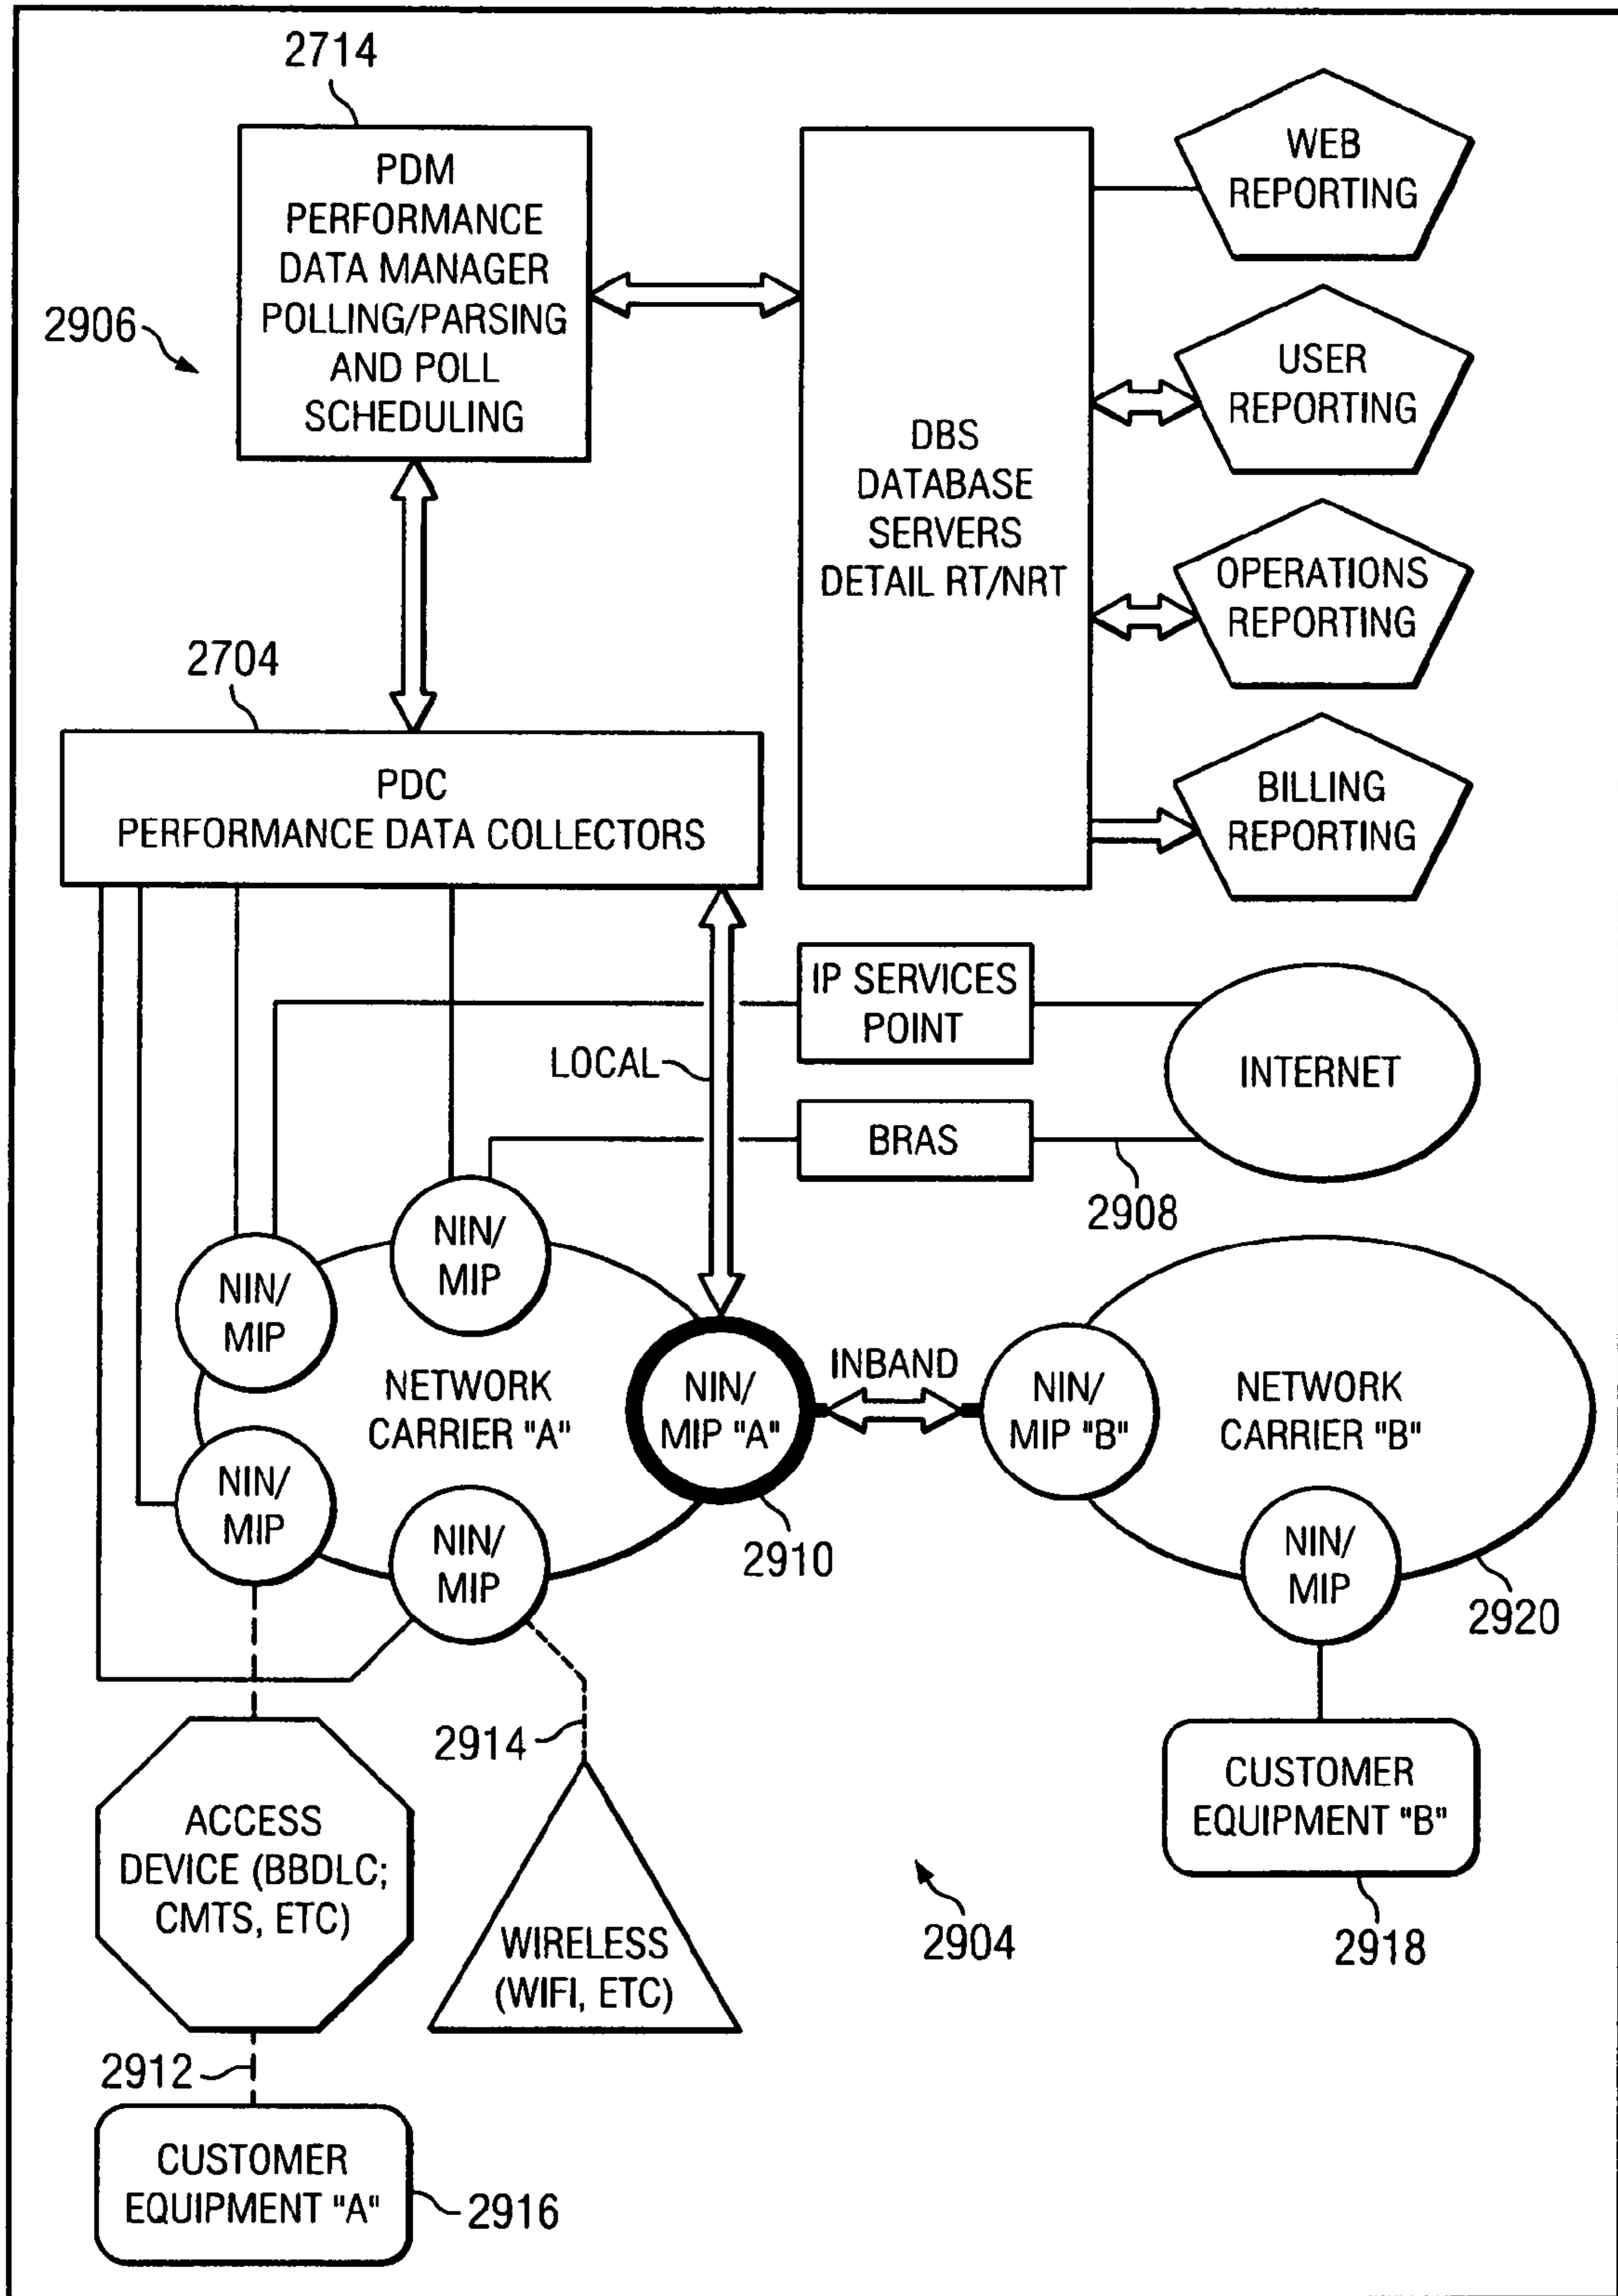 2714
PDM
PERFORMANCE
DATA MANAGER
POLLING/PARSING
AND POLL
SCHEDULING
2906
DBS
DATABASE
SERVERS
DETAIL RT/NRT
WEB
REPORTING
USER
REPORTING
OPERATIONS
REPORTING
BILLING
REPORTING
2704
PDC
PERFORMANCE DATA COLLECTORS
IP SERVICES
POINT
LOCAL
INTERNET
BRAS
2908
NIN/
MIP
NIN/
MIP
NETWORK
CARRIER "A"
NIN/
MIP "A"
INBAND
NIN/
MIP "B"
NETWORK
CARRIER "B"
NIN/
MIP
NIN/
MIP
2910
NIN/
MIP
2920
2914
ACCESS
DEVICE (BBDLC;
CMTS, ETC)
WIRELESS
(WIFI, ETC)
CUSTOMER
EQUIPMENT "B"
2904
2918
2912
CUSTOMER
EQUIPMENT "A"
2916